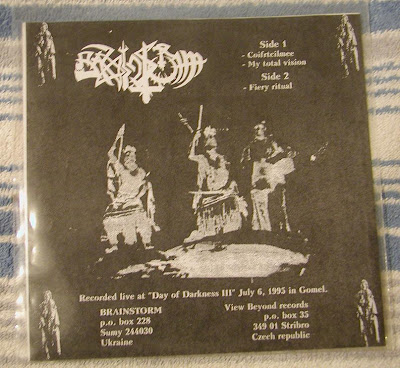 Side 1
- Coifrtcilmee
- My total vision
Side 2
- Fiery ritual
Recorded live at "Day of Darkness III" July 6, 1995 in Gomel.
BRAINSTORM
p.o. box 228
Sumy 244030
Ukraine
View Beyond records
p.o. box 35
349 01 Stribro
Czech republic